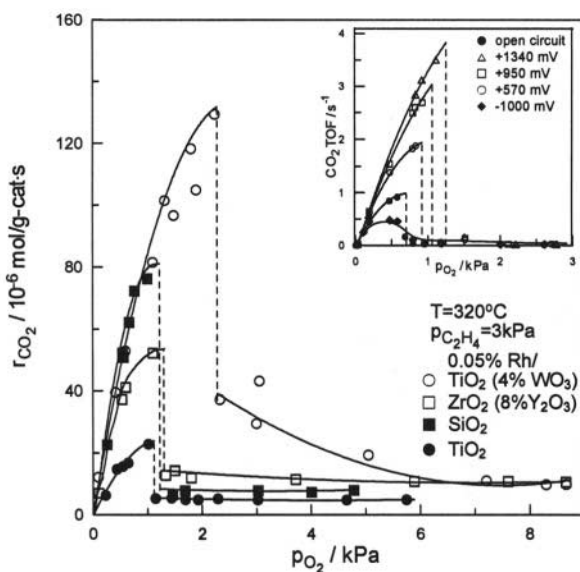 160
120
80
40
0
r_CO₂ / 10⁻⁶ mol/g-cat·s
0 2 4 6 8
p_O₂ / kPa
4
3
2
1
0
CO₂ TOF / s⁻¹
0 1 2 3
p_O₂ / kPa
open circuit
+1340 mV
+950 mV
+570 mV
-1000 mV
T=320°C
p_C₂H₄=3kPa
0.05% Rh/
TiO₂ (4% WO₃)
ZrO₂ (8%Y₂O₃)
SiO₂
TiO₂